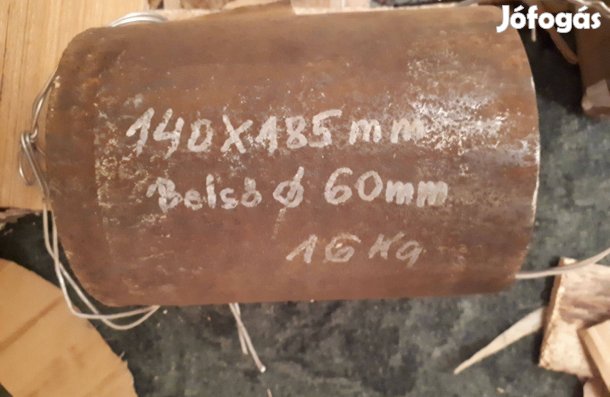 Jófogás
140X185mm
Belső ϕ 60mm
16 Kg